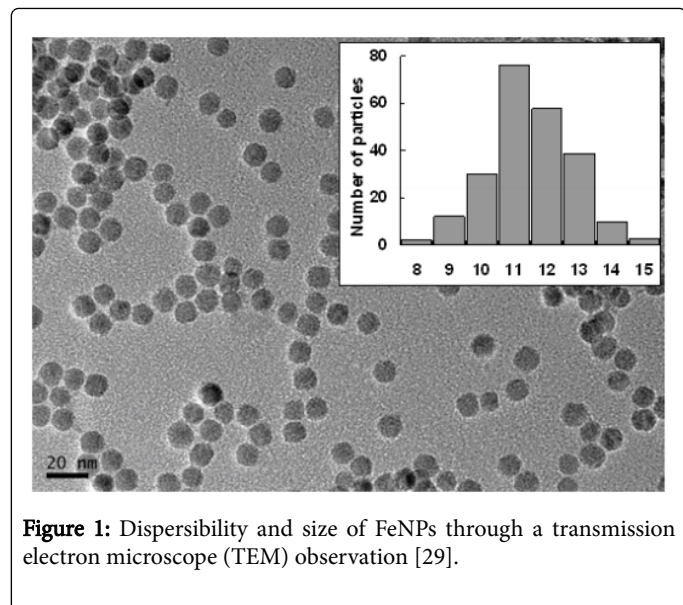 80
60
40
20
0
Number of particles
8 9 10 11 12 13 14 15
20 nm
Figure 1: Dispersibility and size of FeNPs through a transmission
electron microscope (TEM) observation [29].